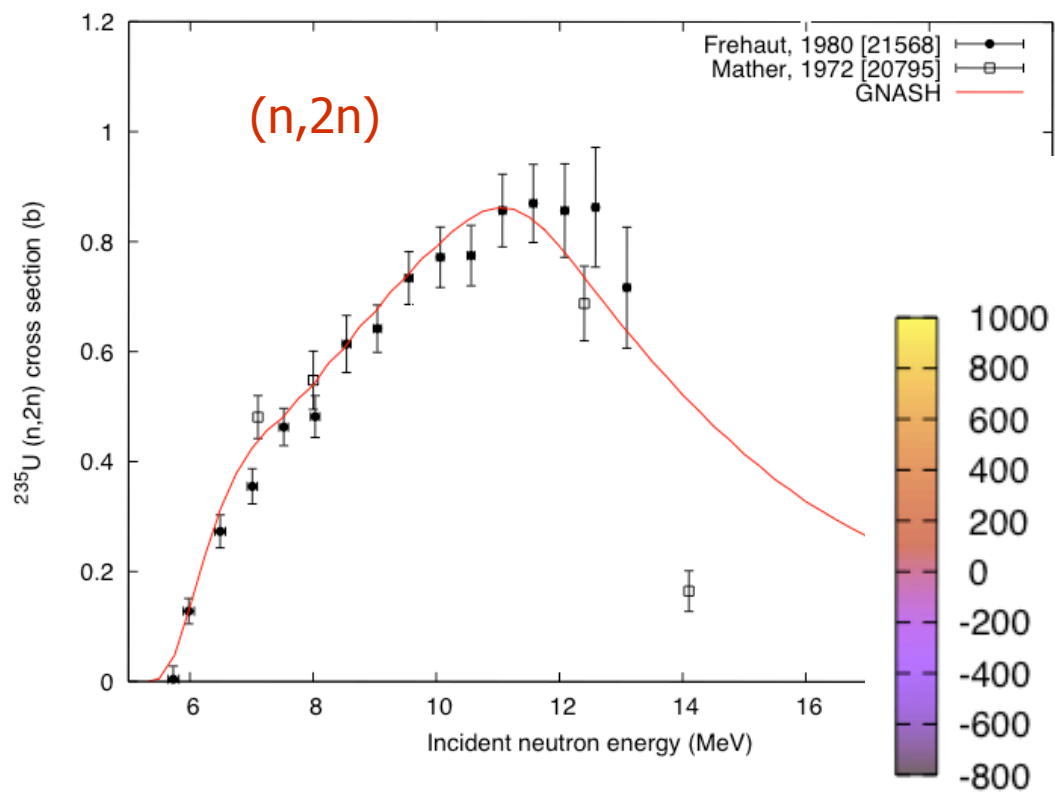 1.2
Frehaut, 1980 [21568]
Mather, 1972 [20795]
GNASH
(n,2n)
1
0.8
0.6
0.4
0.2
0
²³⁵U (n,2n) cross section (b)
6 8 10 12 14 16
Incident neutron energy (MeV)
1000
800
600
400
200
0
-200
-400
-600
-800